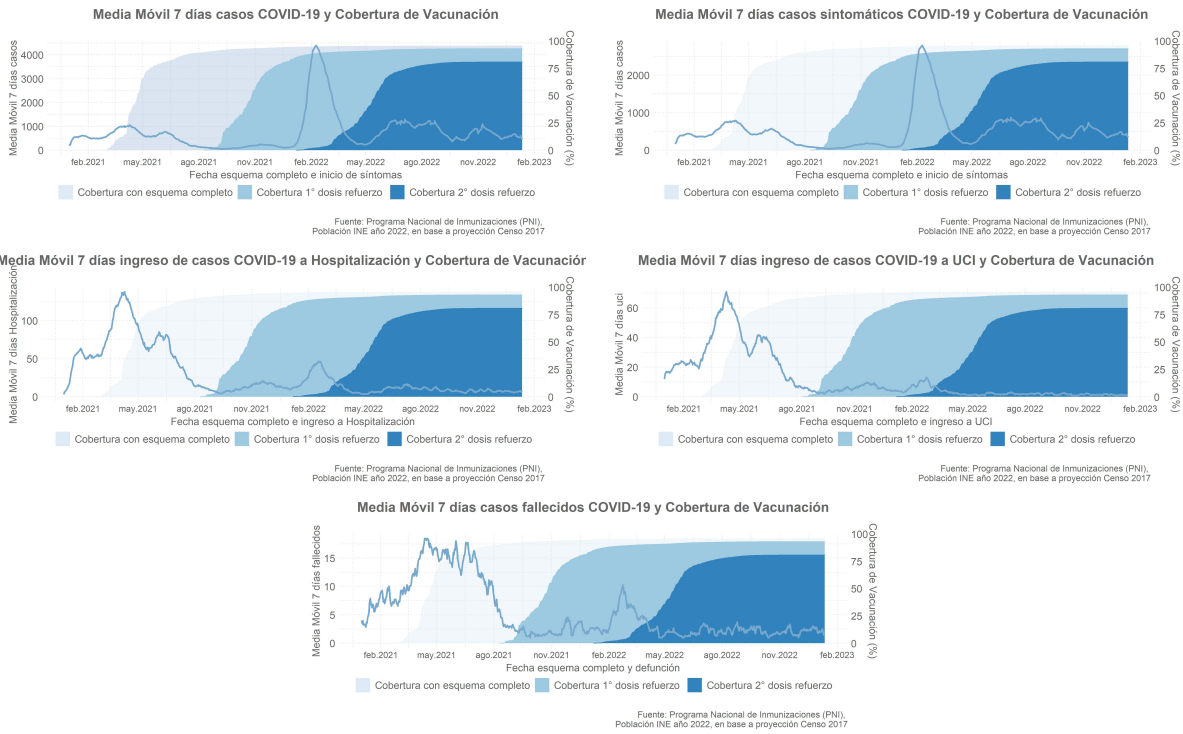 Media Móvil 7 días casos COVID-19 y Cobertura de Vacunación
Media Móvil 7 días casos
4000
3000
2000
1000
0
100
75
50
25
0
Cobertura de Vacunación (%)
feb.2021 may.2021 ago.2021 nov.2021 feb.2022 may.2022 ago.2022 nov.2022 feb.2023
Fecha esquema completo e inicio de síntomas
Cobertura con esquema completo Cobertura 1° dosis refuerzo Cobertura 2° dosis refuerzo
Fuente: Programa Nacional de Inmunizaciones (PNI),
Población INE año 2022, en base a proyección Censo 2017
Media Móvil 7 días casos sintomáticos COVID-19 y Cobertura de Vacunación
Media Móvil 7 días casos
2000
1000
0
100
75
50
25
0
Cobertura de Vacunación (%)
feb.2021 may.2021 ago.2021 nov.2021 feb.2022 may.2022 ago.2022 nov.2022 feb.2023
Fecha esquema completo e inicio de síntomas
Cobertura con esquema completo Cobertura 1° dosis refuerzo Cobertura 2° dosis refuerzo
Fuente: Programa Nacional de Inmunizaciones (PNI),
Población INE año 2022, en base a proyección Censo 2017
Media Móvil 7 días ingreso de casos COVID-19 a Hospitalización y Cobertura de Vacunación
Media Móvil 7 días Hospitalización
100
50
0
100
75
50
25
0
Cobertura de Vacunación (%)
feb.2021 may.2021 ago.2021 nov.2021 feb.2022 may.2022 ago.2022 nov.2022 feb.2023
Fecha esquema completo e ingreso a Hospitalización
Cobertura con esquema completo Cobertura 1° dosis refuerzo Cobertura 2° dosis refuerzo
Fuente: Programa Nacional de Inmunizaciones (PNI),
Población INE año 2022, en base a proyección Censo 2017
Media Móvil 7 días ingreso de casos COVID-19 a UCI y Cobertura de Vacunación
Media Móvil 7 días uci
60
40
20
0
100
75
50
25
0
Cobertura de Vacunación (%)
feb.2021 may.2021 ago.2021 nov.2021 feb.2022 may.2022 ago.2022 nov.2022 feb.2023
Fecha esquema completo e ingreso a UCI
Cobertura con esquema completo Cobertura 1° dosis refuerzo Cobertura 2° dosis refuerzo
Fuente: Programa Nacional de Inmunizaciones (PNI),
Población INE año 2022, en base a proyección Censo 2017
Media Móvil 7 días casos fallecidos COVID-19 y Cobertura de Vacunación
Media Móvil 7 días fallecidos
15
10
5
0
100
75
50
25
0
Cobertura de Vacunación (%)
feb.2021 may.2021 ago.2021 nov.2021 feb.2022 may.2022 ago.2022 nov.2022 feb.2023
Fecha esquema completo y defunción
Cobertura con esquema completo Cobertura 1° dosis refuerzo Cobertura 2° dosis refuerzo
Fuente: Programa Nacional de Inmunizaciones (PNI),
Población INE año 2022, en base a proyección Censo 2017